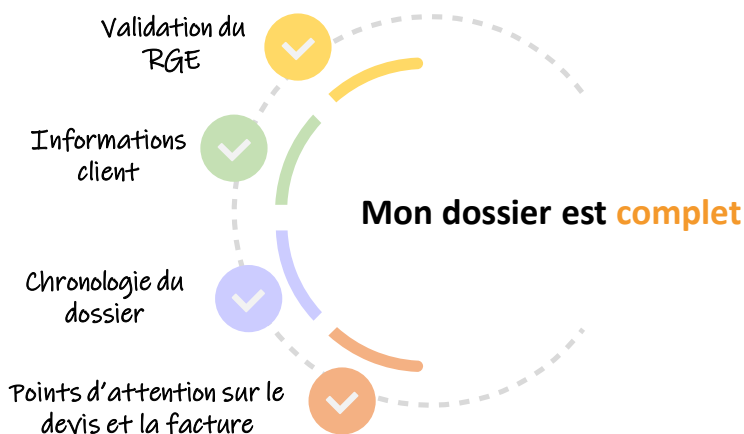 Validation du
RGE
Informations
client
Mon dossier est complet
Chronologie du
dossier
Points d'attention sur le
devis et la facture